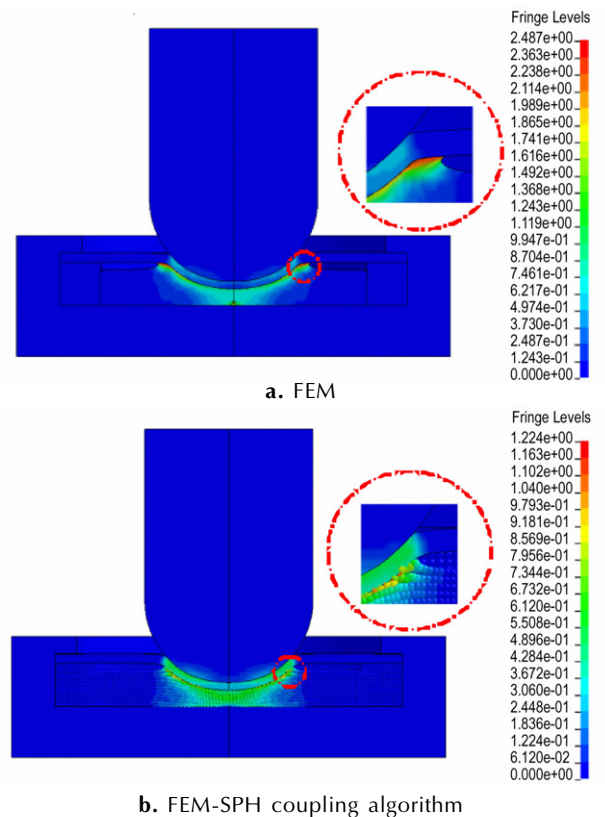 Fringe Levels
2.487e+00
2.363e+00
2.238e+00
2.114e+00
1.989e+00
1.865e+00
1.741e+00
1.616e+00
1.492e+00
1.368e+00
1.243e+00
1.119e+00
9.947e-01
8.704e-01
7.461e-01
6.217e-01
4.974e-01
3.730e-01
2.487e-01
1.243e-01
0.000e+00
a. FEM
Fringe Levels
1.224e+00
1.163e+00
1.102e+00
1.040e+00
9.793e-01
9.181e-01
8.569e-01
7.956e-01
7.344e-01
6.732e-01
6.120e-01
5.508e-01
4.896e-01
4.284e-01
3.672e-01
3.060e-01
2.448e-01
1.836e-01
1.224e-01
6.120e-02
0.000e+00
b. FEM-SPH coupling algorithm